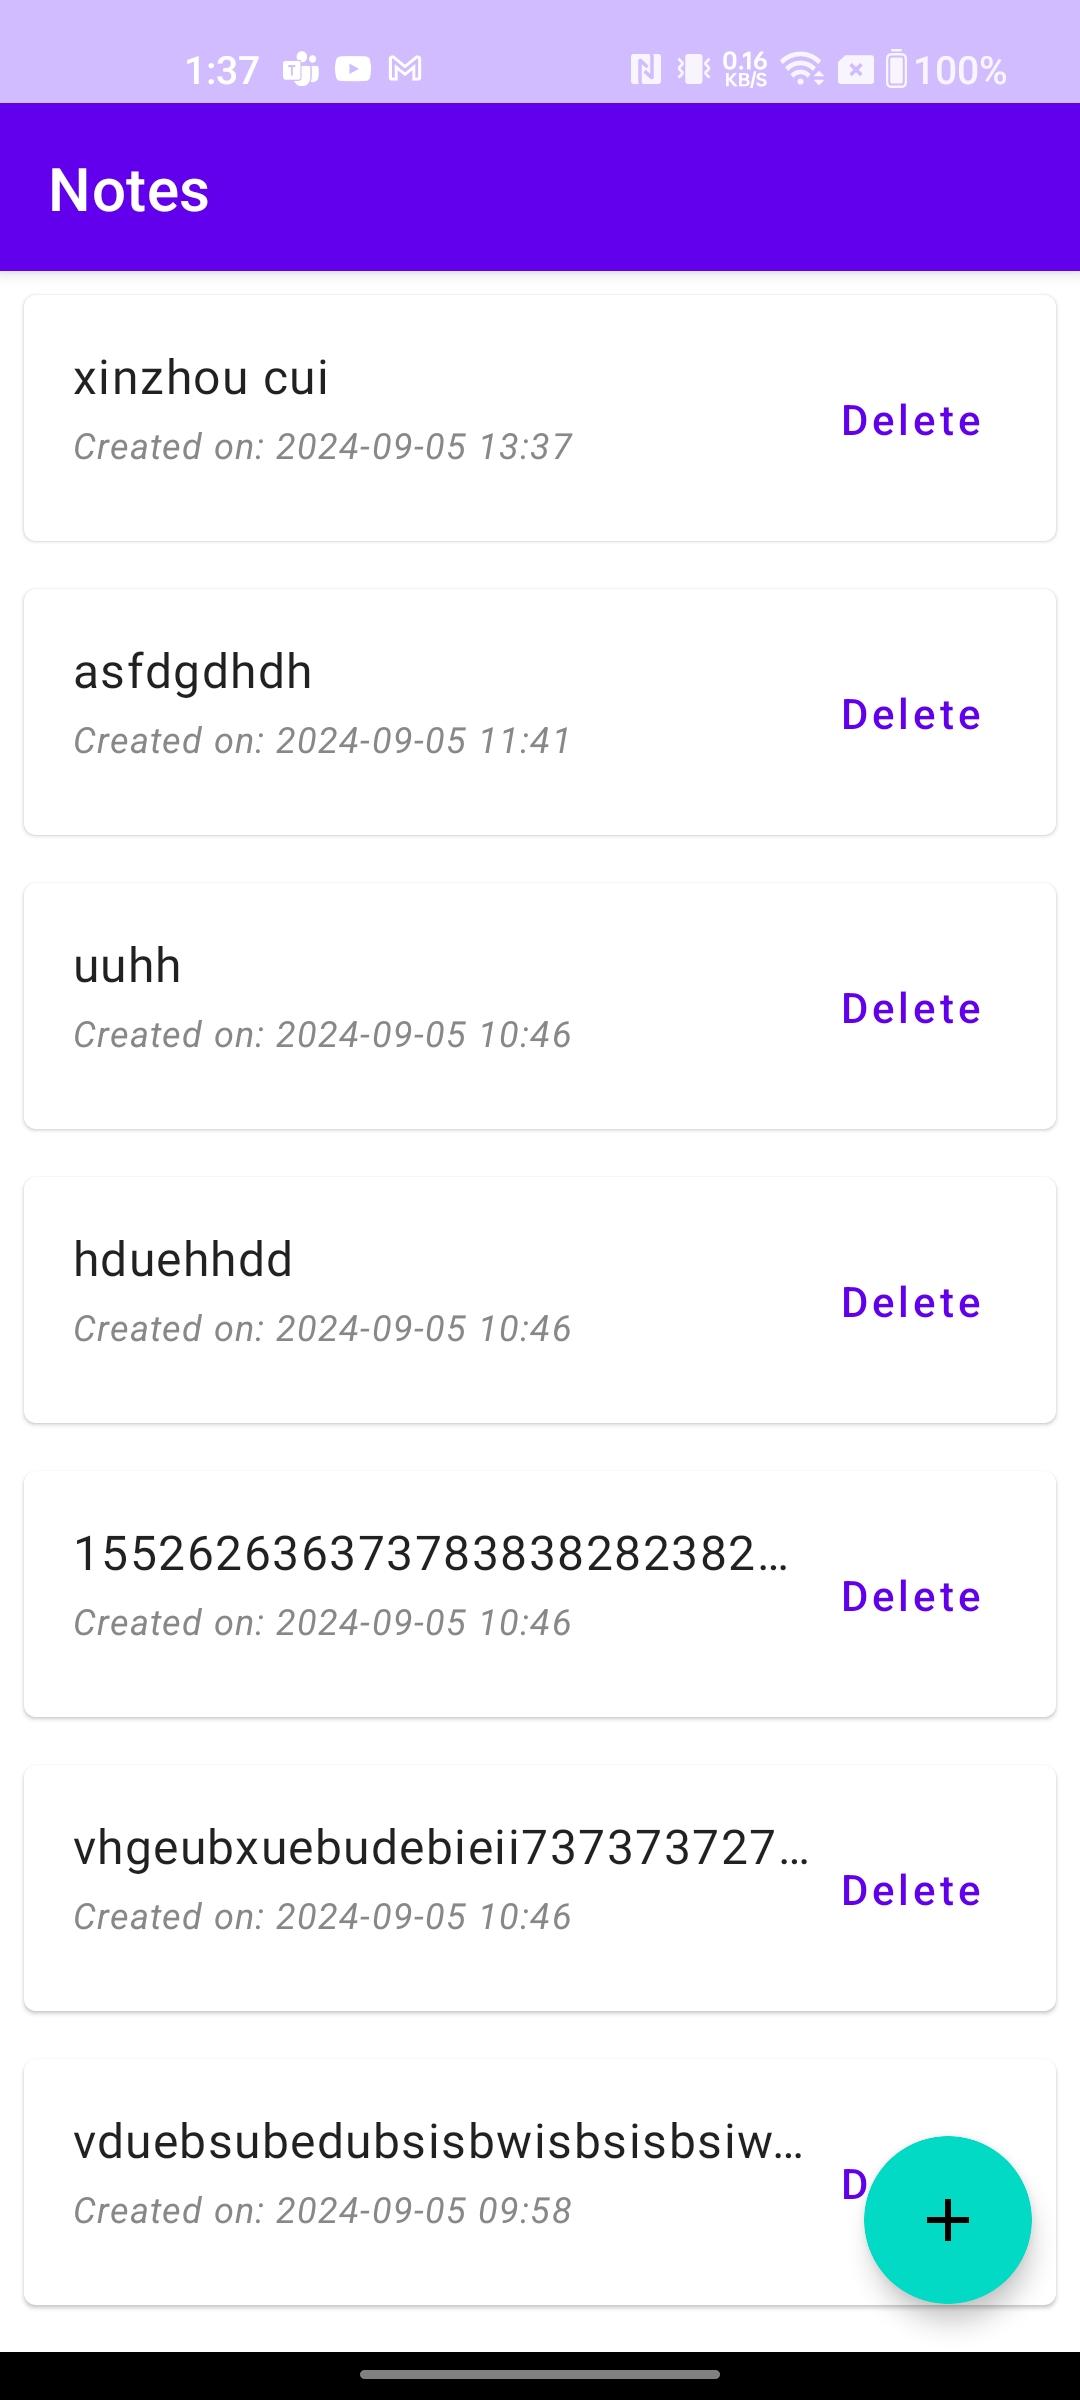 1:37 0.16 KB/S 100%
Notes
xinzhou cui
Created on: 2024-09-05 13:37
Delete
asfdgdhdh
Created on: 2024-09-05 11:41
Delete
uuhh
Created on: 2024-09-05 10:46
Delete
hduehhdd
Created on: 2024-09-05 10:46
Delete
155262636373783838282382…
Created on: 2024-09-05 10:46
Delete
vhgeubxuebudebieii737373727…
Created on: 2024-09-05 10:46
Delete
vduebsubedubsisbwisbsisbsiw…
Created on: 2024-09-05 09:58
D
+